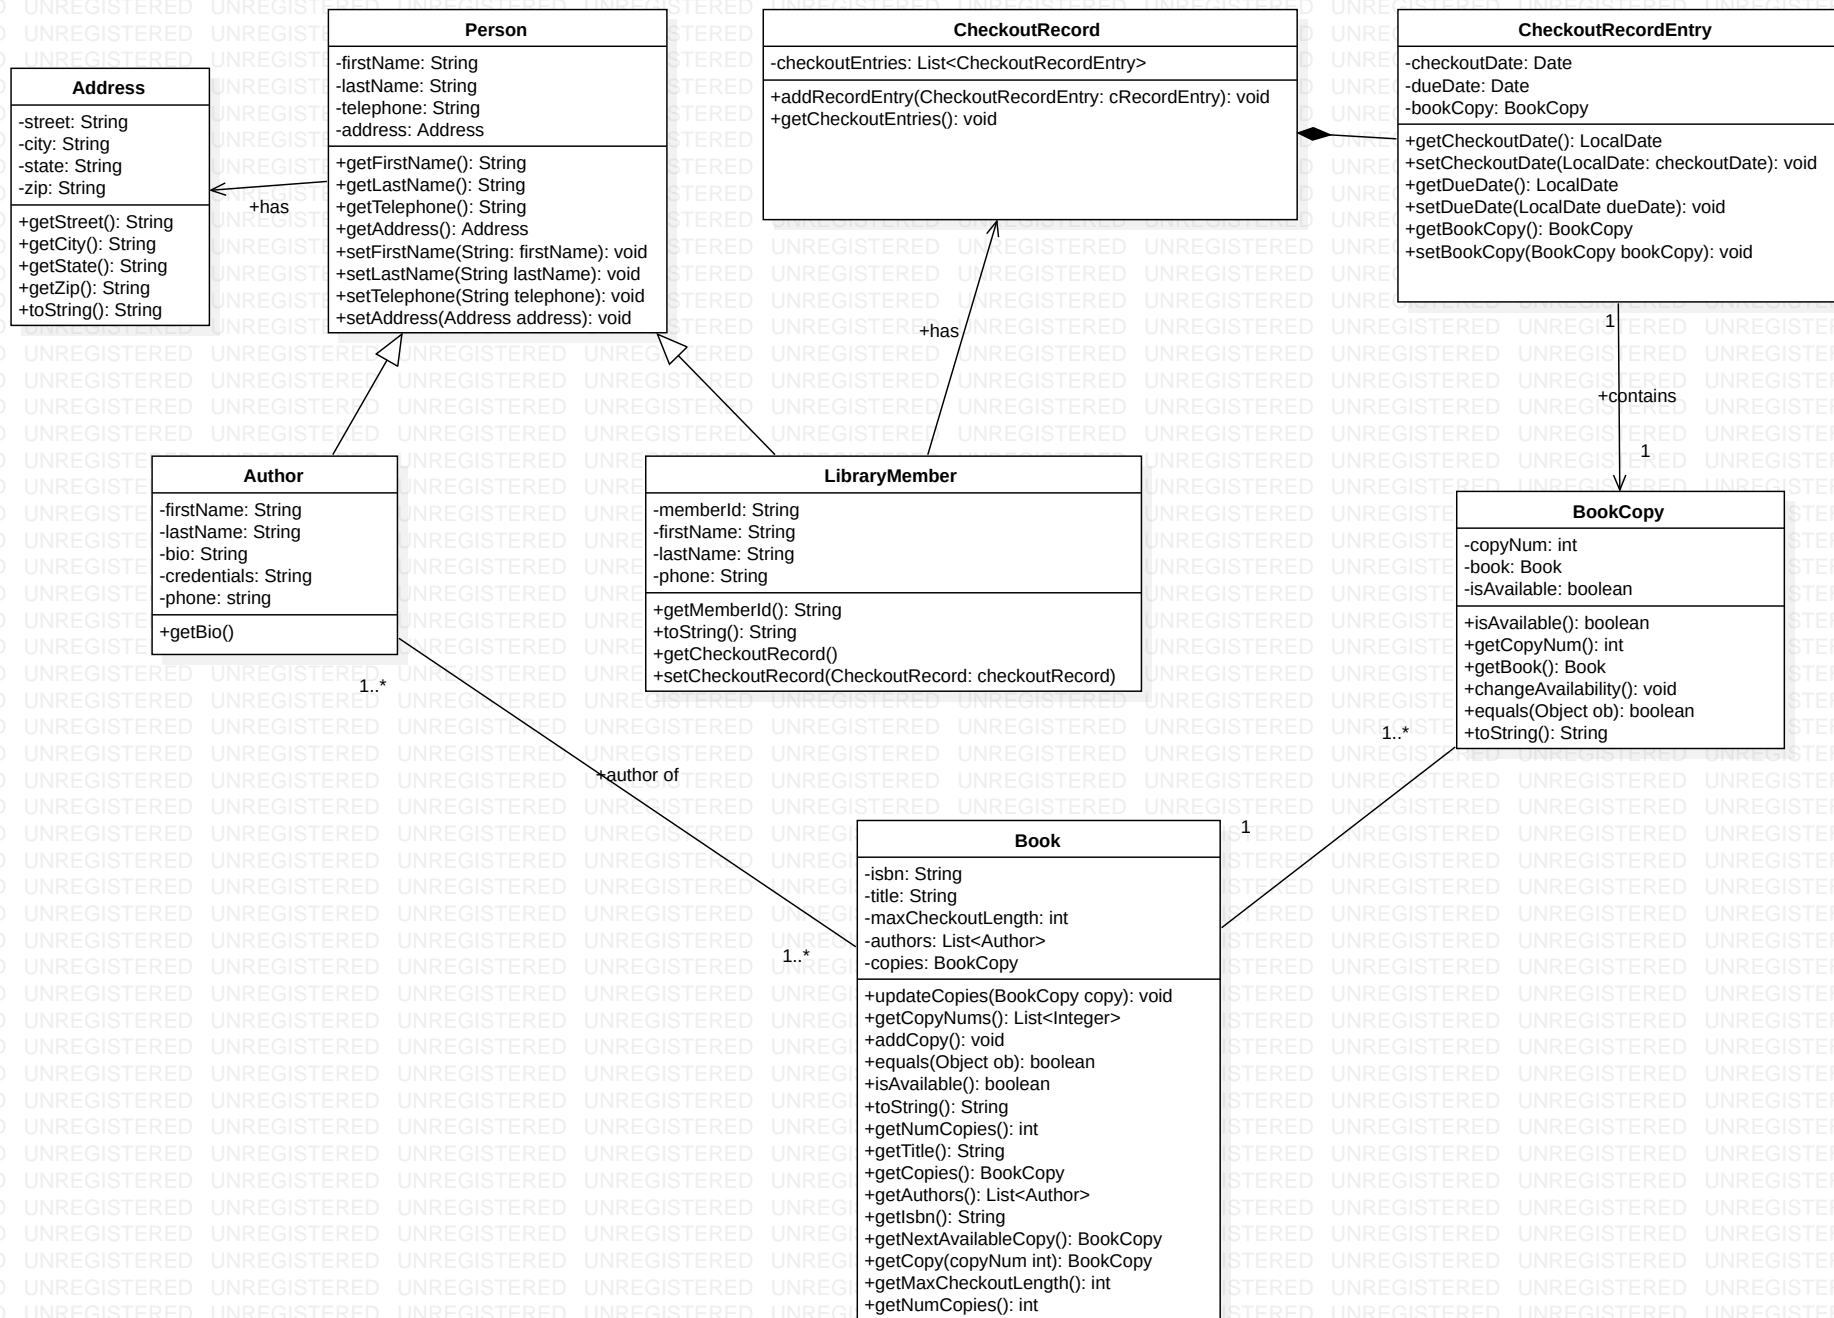 Address
-street: String
-city: String
-state: String
-zip: String
+getStreet(): String
+getCity(): String
+getState(): String
+getZip(): String
+toString(): String
+has
Person
-firstName: String
-lastName: String
-telephone: String
-address: Address
+getFirstName(): String
+getLastName(): String
+getTelephone(): String
+getAddress(): Address
+setFirstName(String: firstName): void
+setLastName(String lastName): void
+setTelephone(String telephone): void
+setAddress(Address address): void
CheckoutRecord
-checkoutEntries: List<CheckoutRecordEntry>
+addRecordEntry(CheckoutRecordEntry: cRecordEntry): void
+getCheckoutEntries(): void
+has
CheckoutRecordEntry
-checkoutDate: Date
-dueDate: Date
-bookCopy: BookCopy
+getCheckoutDate(): LocalDate
+setCheckoutDate(LocalDate: checkoutDate): void
+getDueDate(): LocalDate
+setDueDate(LocalDate dueDate): void
+getBookCopy(): BookCopy
+setBookCopy(BookCopy bookCopy): void
1
+contains
1
Author
-firstName: String
-lastName: String
-bio: String
-credentials: String
-phone: string
+getBio()
1..*
+author of
1..*
LibraryMember
-memberId: String
-firstName: String
-lastName: String
-phone: String
+getMemberId(): String
+toString(): String
+getCheckoutRecord()
+setCheckoutRecord(CheckoutRecord: checkoutRecord)
BookCopy
-copyNum: int
-book: Book
-isAvailable: boolean
+isAvailable(): boolean
+getCopyNum(): int
+getBook(): Book
+changeAvailability(): void
+equals(Object ob): boolean
+toString(): String
1..*
1
Book
-isbn: String
-title: String
-maxCheckoutLength: int
-authors: List<Author>
-copies: BookCopy
+updateCopies(BookCopy copy): void
+getCopyNums(): List<Integer>
+addCopy(): void
+equals(Object ob): boolean
+isAvailable(): boolean
+toString(): String
+getNumCopies(): int
+getTitle(): String
+getCopies(): BookCopy
+getAuthors(): List<Author>
+getIsbn(): String
+getNextAvailableCopy(): BookCopy
+getCopy(copyNum int): BookCopy
+getMaxCheckoutLength(): int
+getNumCopies(): int
UNREGISTERED